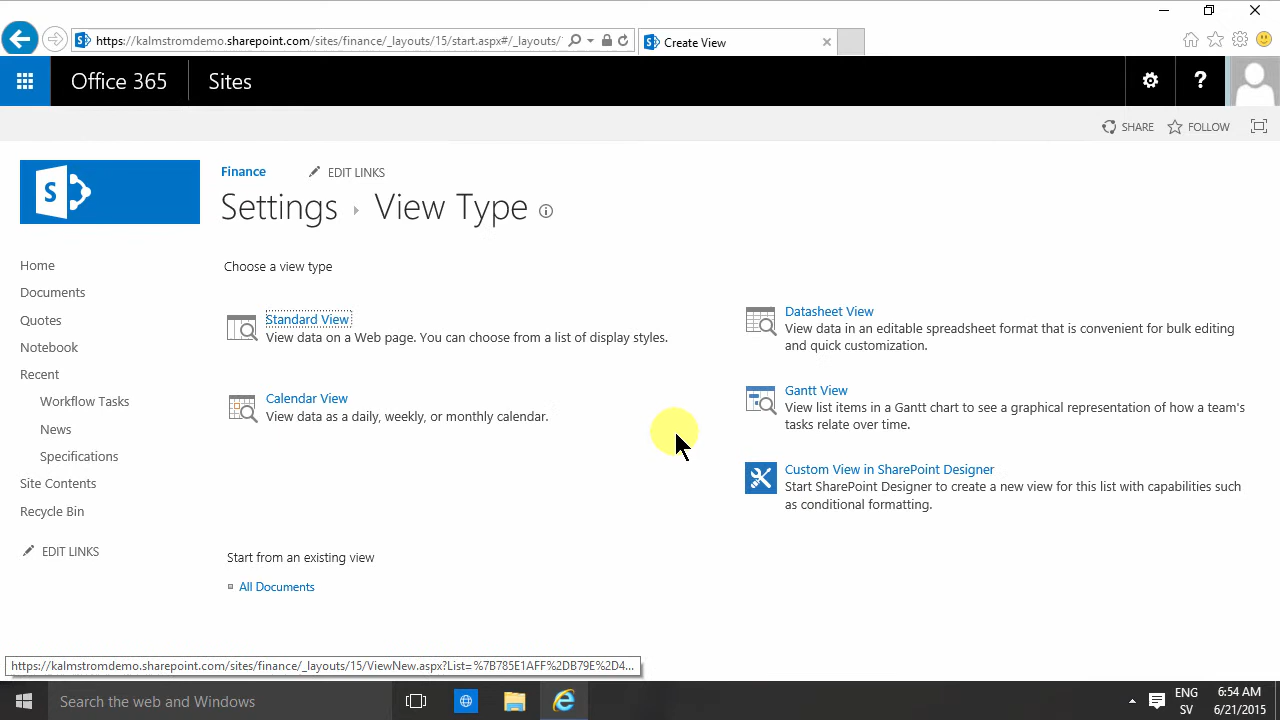 https://kalmstromdemo.sharepoint.com/sites/finance/_layouts/15/start.aspx#/_layouts/
Create View
Office 365
Sites
?
SHARE
FOLLOW
S
Finance
EDIT LINKS
Settings
View Type
Home
Documents
Quotes
Notebook
Recent
Workflow Tasks
News
Specifications
Site Contents
Recycle Bin
EDIT LINKS
Choose a view type
Standard View
View data on a Web page. You can choose from a list of display styles.
Calendar View
View data as a daily, weekly, or monthly calendar.
Datasheet View
View data in an editable spreadsheet format that is convenient for bulk editing
and quick customization.
Gantt View
View list items in a Gantt chart to see a graphical representation of how a team's
tasks relate over time.
Custom View in SharePoint Designer
Start SharePoint Designer to create a new view for this list with capabilities such
as conditional formatting.
Start from an existing view
All Documents
https://kalmstromdemo.sharepoint.com/sites/finance/_layouts/15/ViewNew.aspx?List=%7B785E1AFF%2DB79E%2D4...
Search the web and Windows
ENG
SV
6:54 AM
6/21/2015